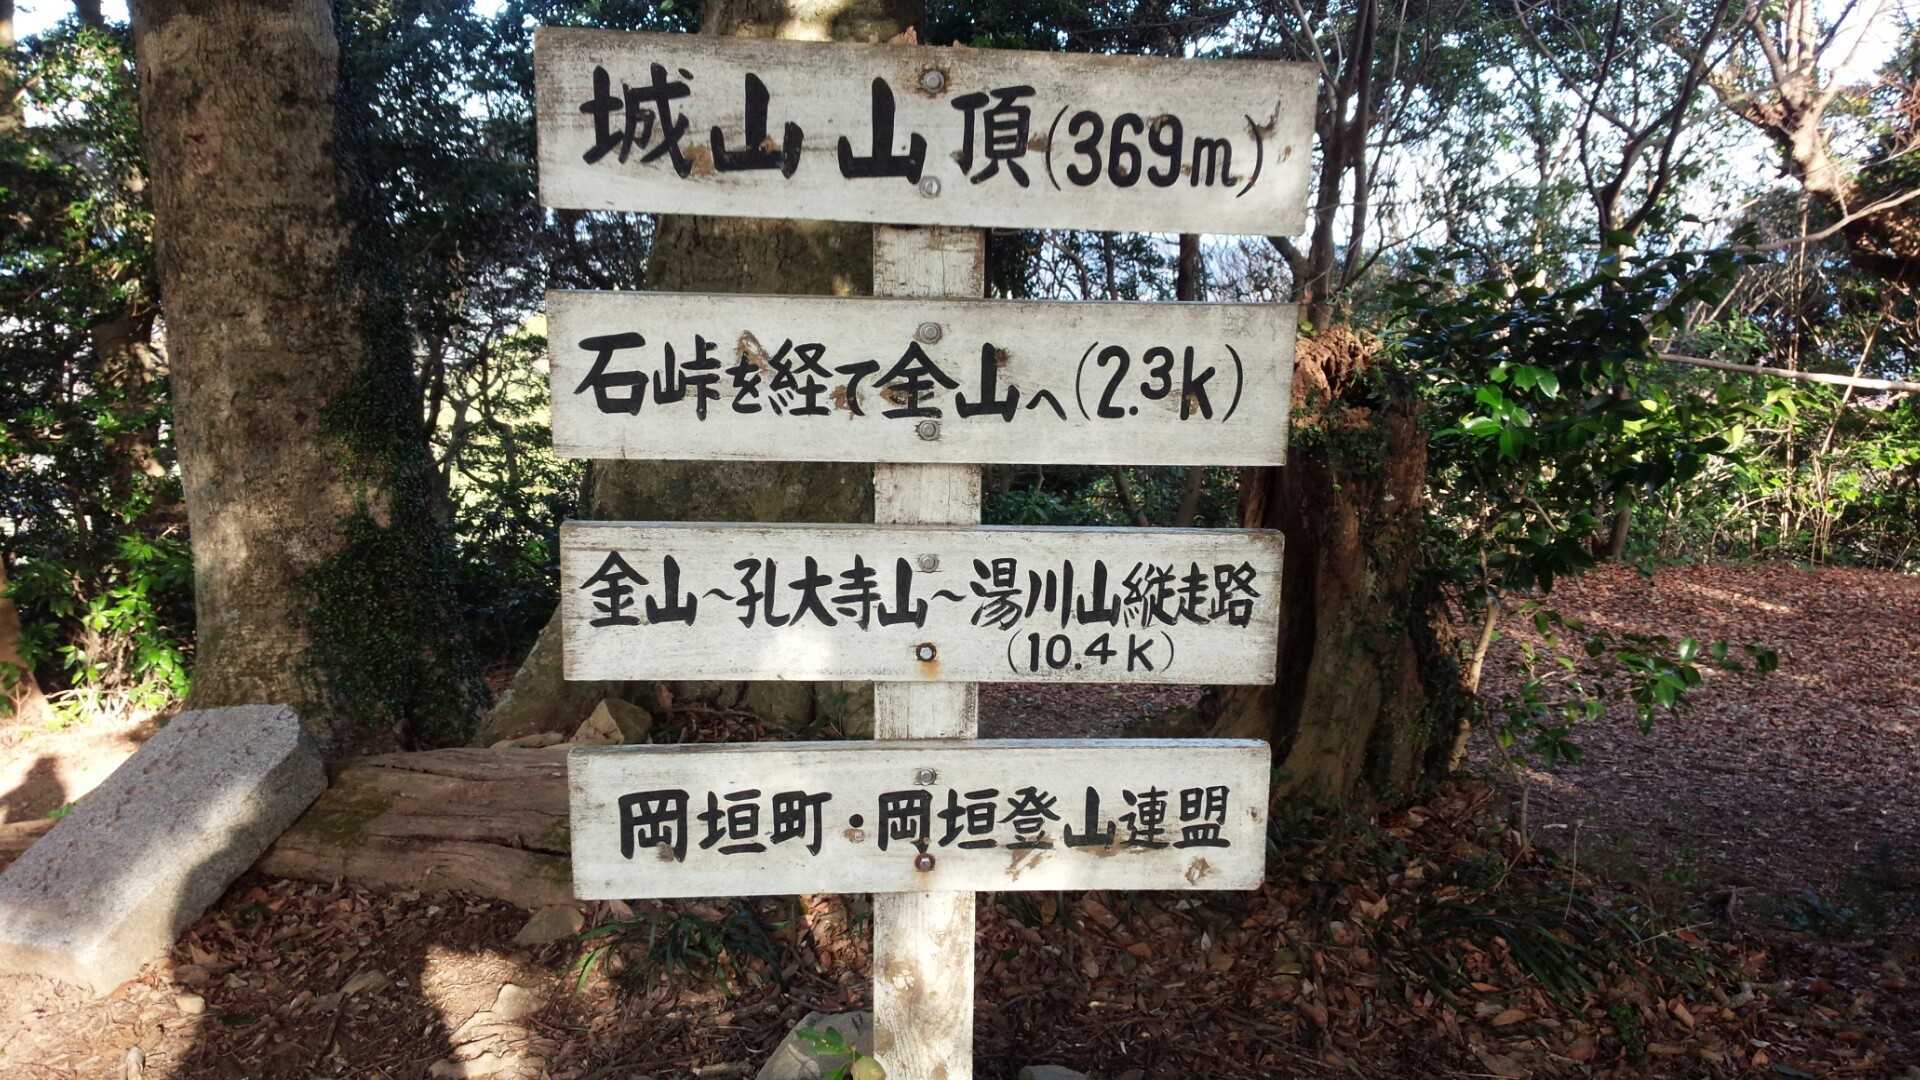 城山山頂(369m)
石峠を経て金山へ(2.3k)
金山~孔大寺山~湯川山縦走路
(10.4K)
岡垣町・岡垣登山連盟